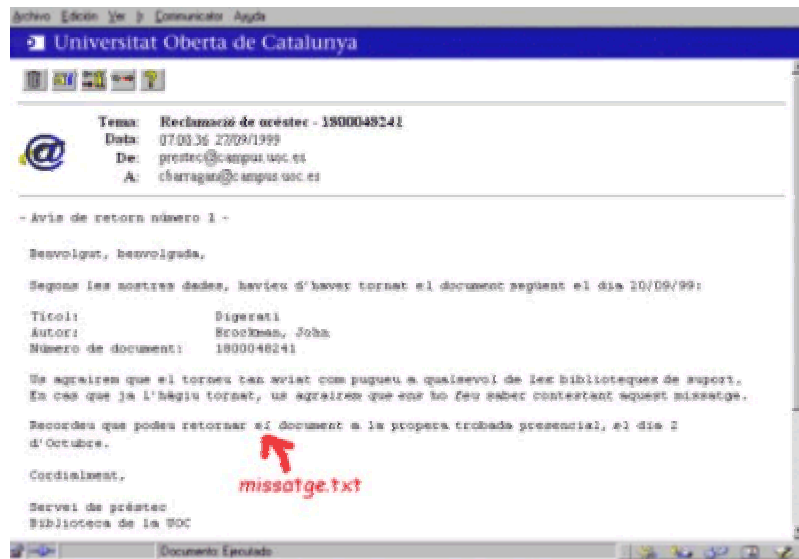 Archivo Edición Ver Ir Communicator Ayuda
Universitat Oberta de Catalunya
Tema: Reclamació de préstec - 1800048241
Data: 07:08:36 27/09/1999
De: prestec@campus.uoc.es
A: cbarragan@campus.uoc.es
- Avís de retorn número 1 -
Benvolgut, benvolguda,
Segons les nostres dades, havíeu d'haver tornat el document següent el dia 20/09/99:
Títol: Digerati
Autor: Brockman, John
Número de document: 1800048241
Us agrairem que el torneu tan aviat com pugueu a qualsevol de les biblioteques de suport.
En cas que ja l'hàgiu tornat, us agrairem que ens ho feu saber contestant aquest missatge.
Recordeu que podeu retornar el document a la propera trobada presencial, el dia 2
d'Octubre.
missatge.txt
Cordialment,
Servei de préstec
Biblioteca de la UOC
Documento: Ejecutado